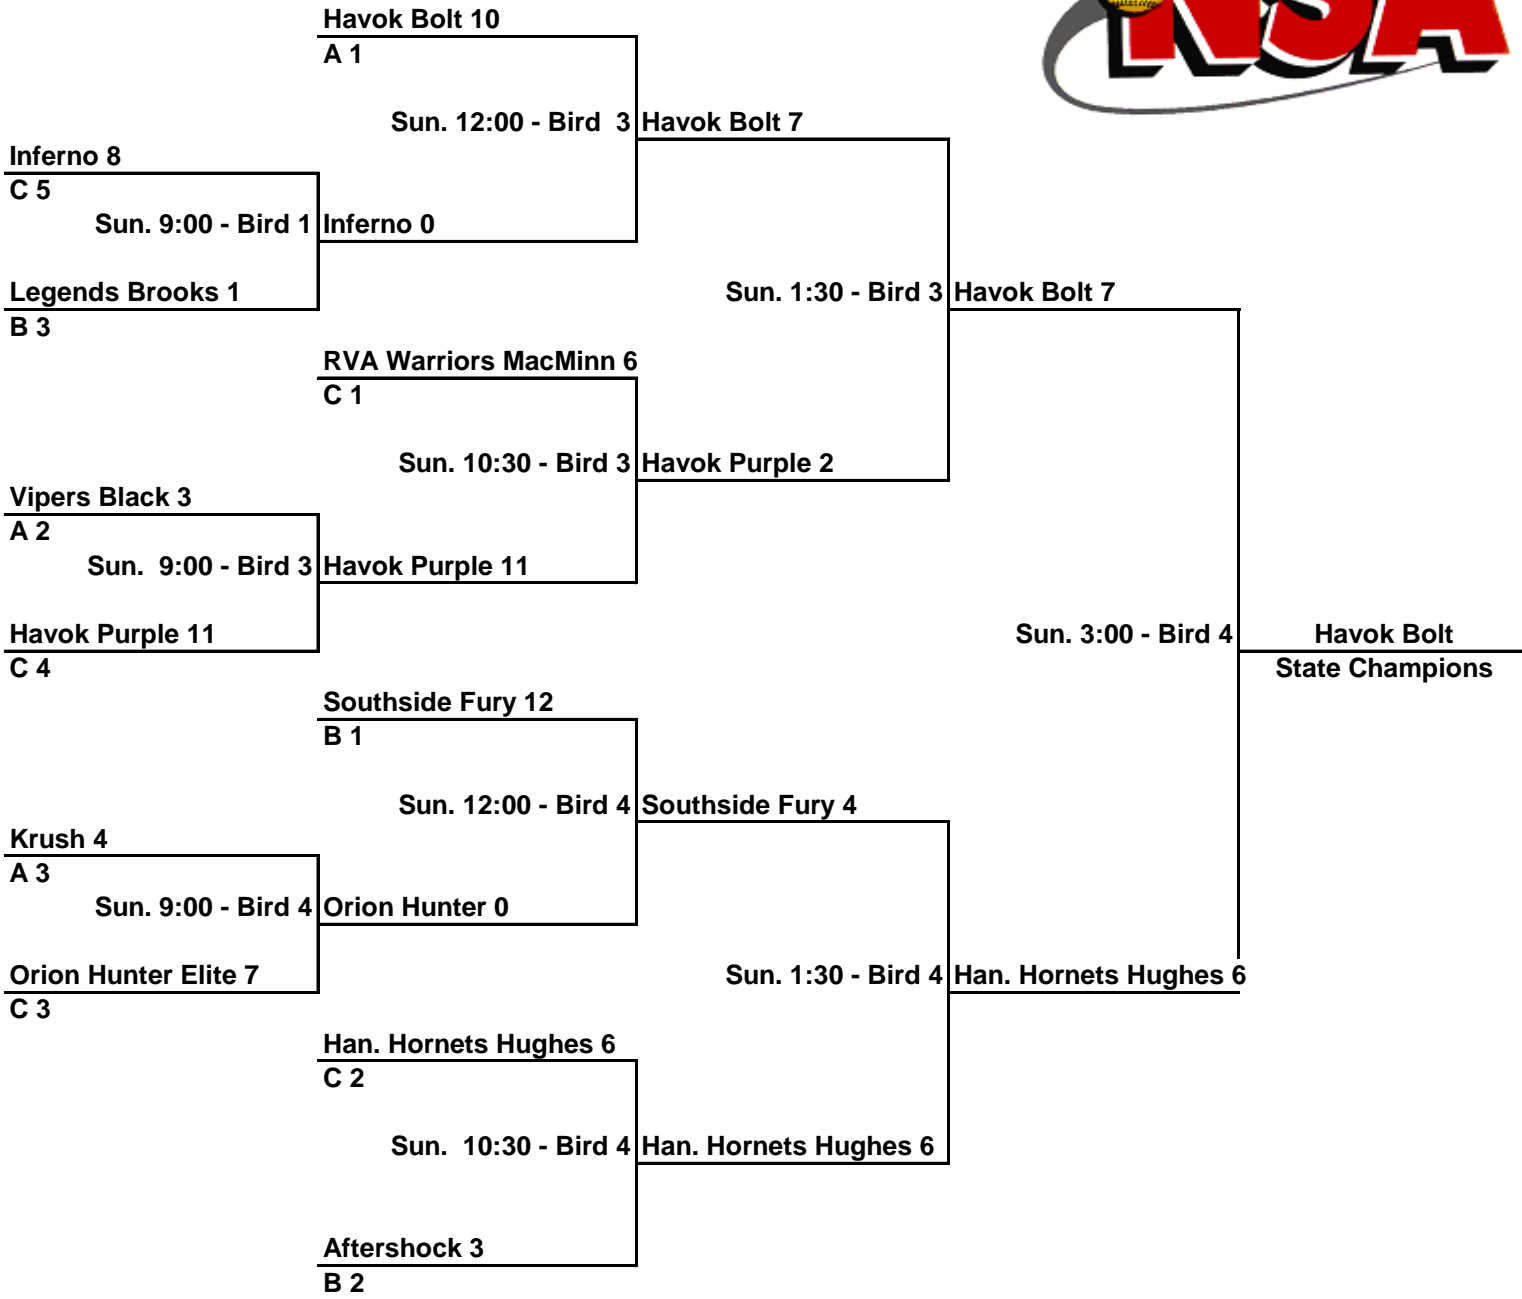 NSA
Havok Bolt 10
A 1
Sun. 12:00 - Bird 3 Havok Bolt 7
Inferno 8
C 5
Sun. 9:00 - Bird 1 Inferno 0
Legends Brooks 1
B 3
Sun. 1:30 - Bird 3 Havok Bolt 7
RVA Warriors MacMinn 6
C 1
Sun. 10:30 - Bird 3 Havok Purple 2
Vipers Black 3
A 2
Sun. 9:00 - Bird 3 Havok Purple 11
Havok Purple 11
C 4
Sun. 3:00 - Bird 4 Havok Bolt
State Champions
Southside Fury 12
B 1
Sun. 12:00 - Bird 4 Southside Fury 4
Krush 4
A 3
Sun. 9:00 - Bird 4 Orion Hunter 0
Orion Hunter Elite 7
C 3
Sun. 1:30 - Bird 4 Han. Hornets Hughes 6
Han. Hornets Hughes 6
C 2
Sun. 10:30 - Bird 4 Han. Hornets Hughes 6
Aftershock 3
B 2